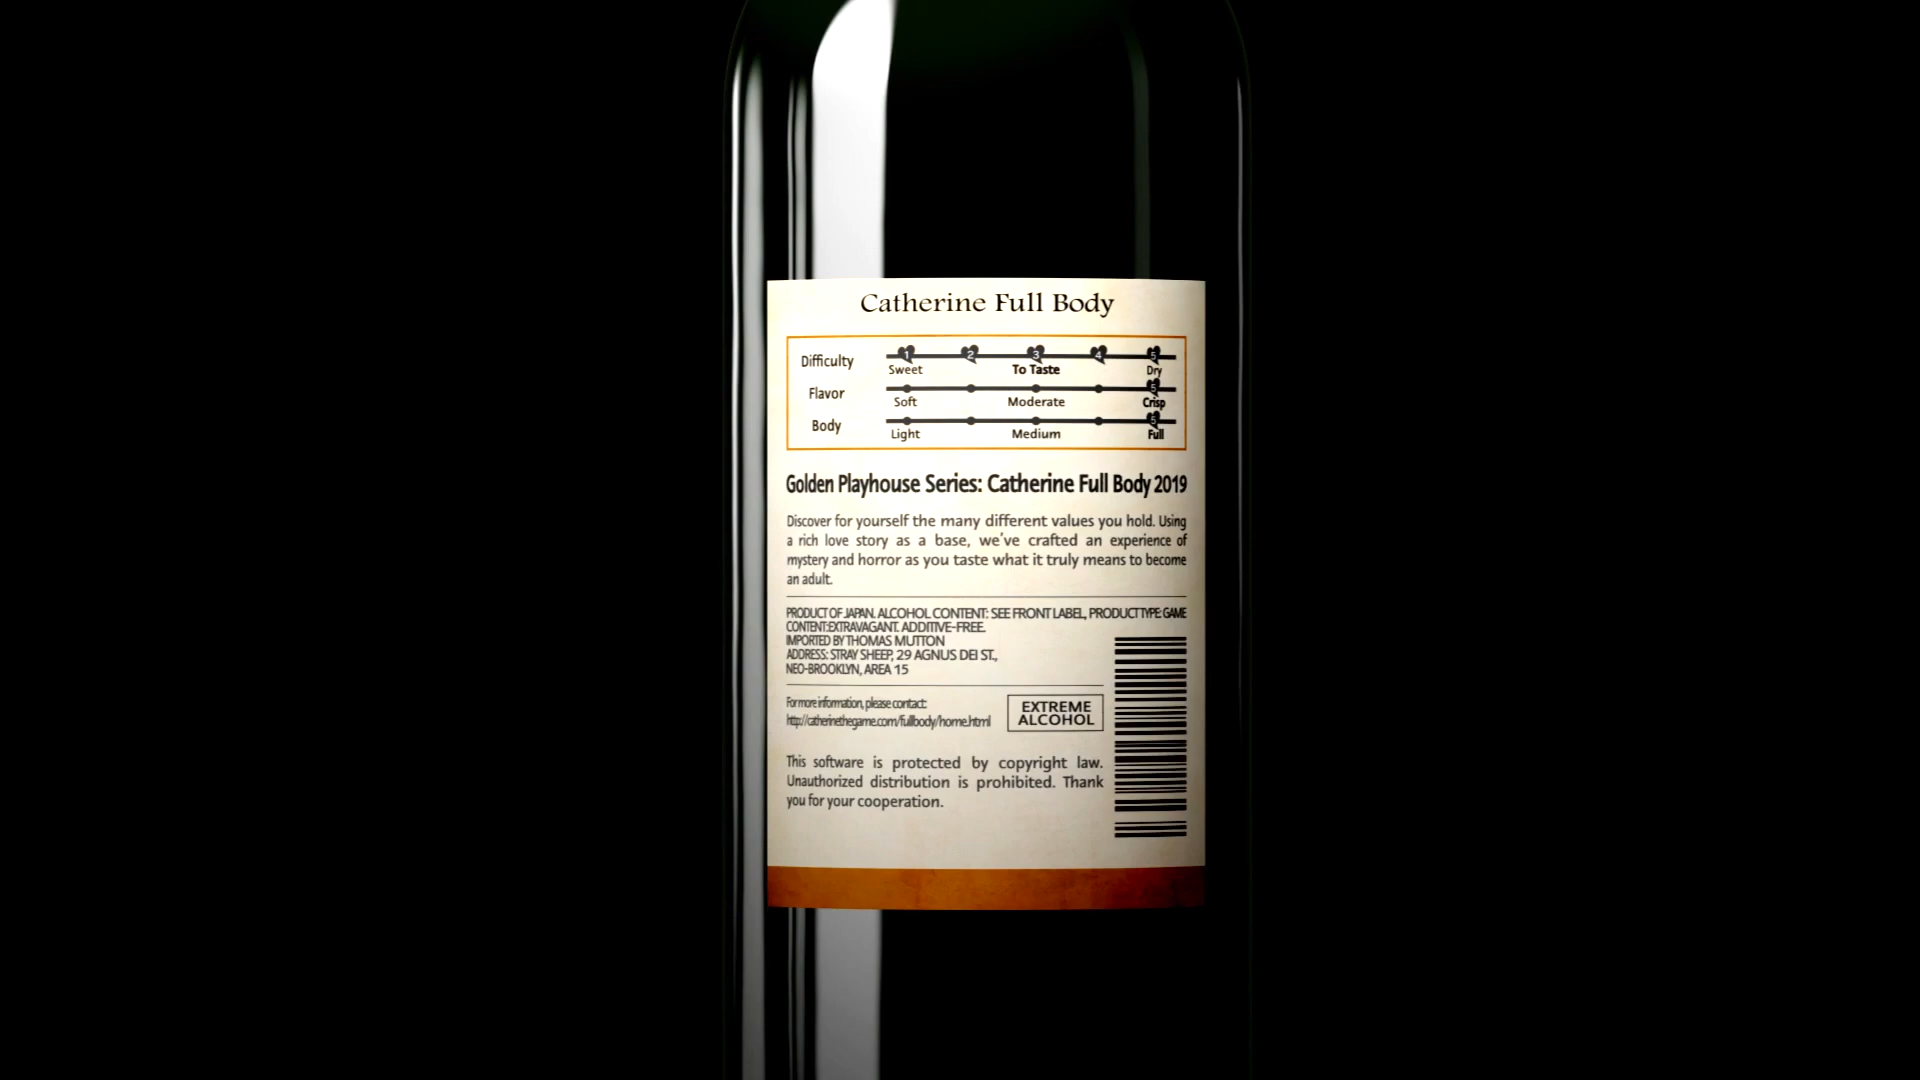 Catherine Full Body
Difficulty
1 2 3 4 5
Sweet To Taste Dry
Flavor
5
Soft Moderate Crisp
Body
5
Light Medium Full
Golden Playhouse Series: Catherine Full Body 2019
Discover for yourself the many different values you hold. Using
a rich love story as a base, we've crafted an experience of
mystery and horror as you taste what it truly means to become
an adult.
PRODUCT OF JAPAN. ALCOHOL CONTENT: SEE FRONT LABEL, PRODUCT TYPE: GAME
CONTENT:EXTRAVAGANT. ADDITIVE-FREE.
IMPORTED BY THOMAS MUTTON
ADDRESS: STRAY SHEEP, 29 AGNUS DEI ST.,
NEO-BROOKLYN, AREA 15
For more information, please contact:
http://catherinethegame.com/fullbody/home.html
EXTREME
ALCOHOL
This software is protected by copyright law.
Unauthorized distribution is prohibited. Thank
you for your cooperation.